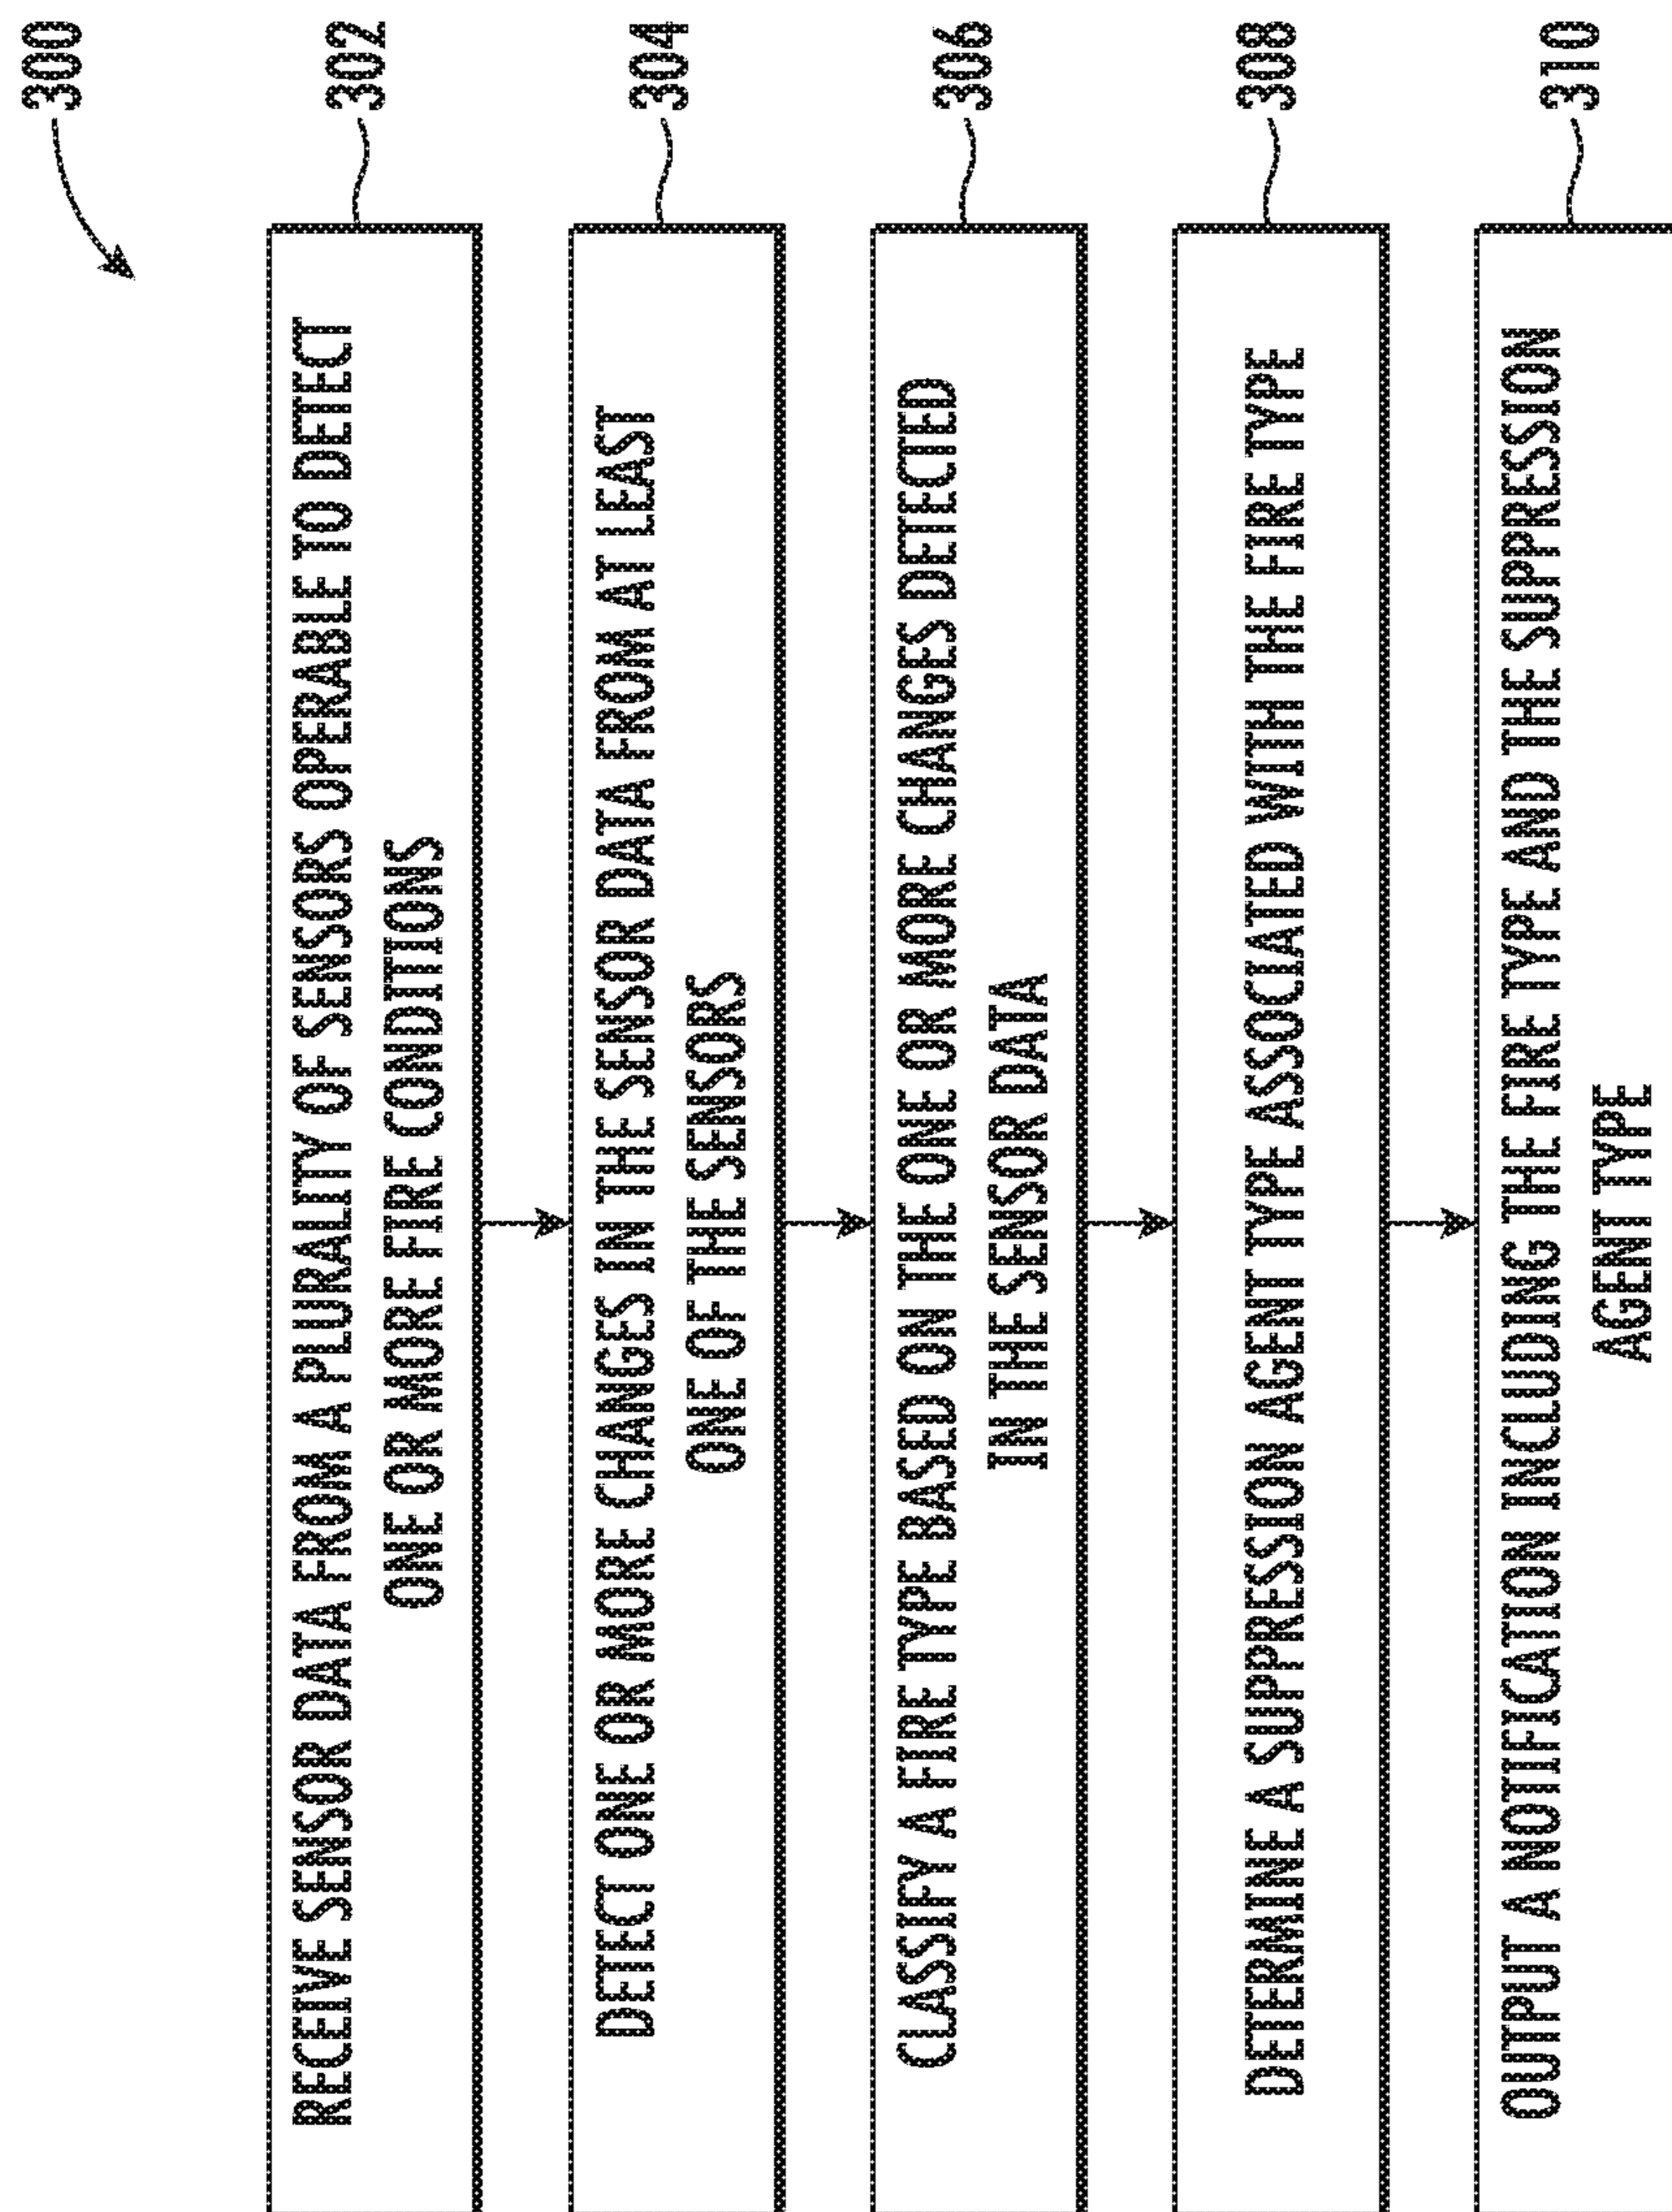 300
RECEIVE SENSOR DATA FROM A PLURALITY OF SENSORS OPERABLE TO DETECT
ONE OR MORE FIRE CONDITIONS
302
DETECT ONE OR MORE CHANGES IN THE SENSOR DATA FROM AT LEAST
ONE OF THE SENSORS
304
CLASSIFY A FIRE TYPE BASED ON THE ONE OR MORE CHANGES DETECTED
IN THE SENSOR DATA
306
DETERMINE A SUPPRESSION AGENT TYPE ASSOCIATED WITH THE FIRE TYPE
308
OUTPUT A NOTIFICATION INCLUDING THE FIRE TYPE AND THE SUPPRESSION
AGENT TYPE
310